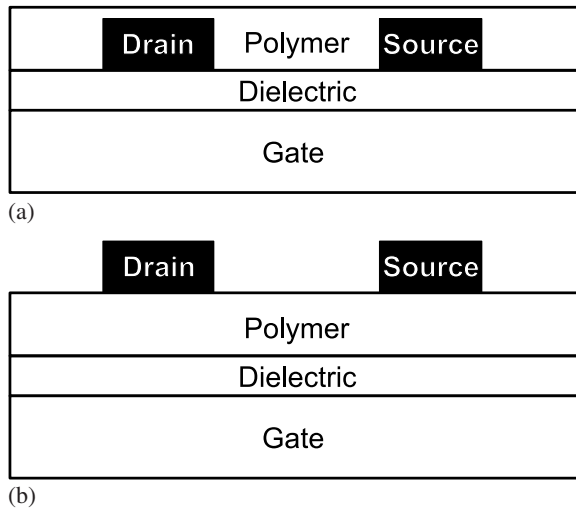 Drain Polymer Source
Dielectric
Gate
(a)
Drain Source
Polymer
Dielectric
Gate
(b)